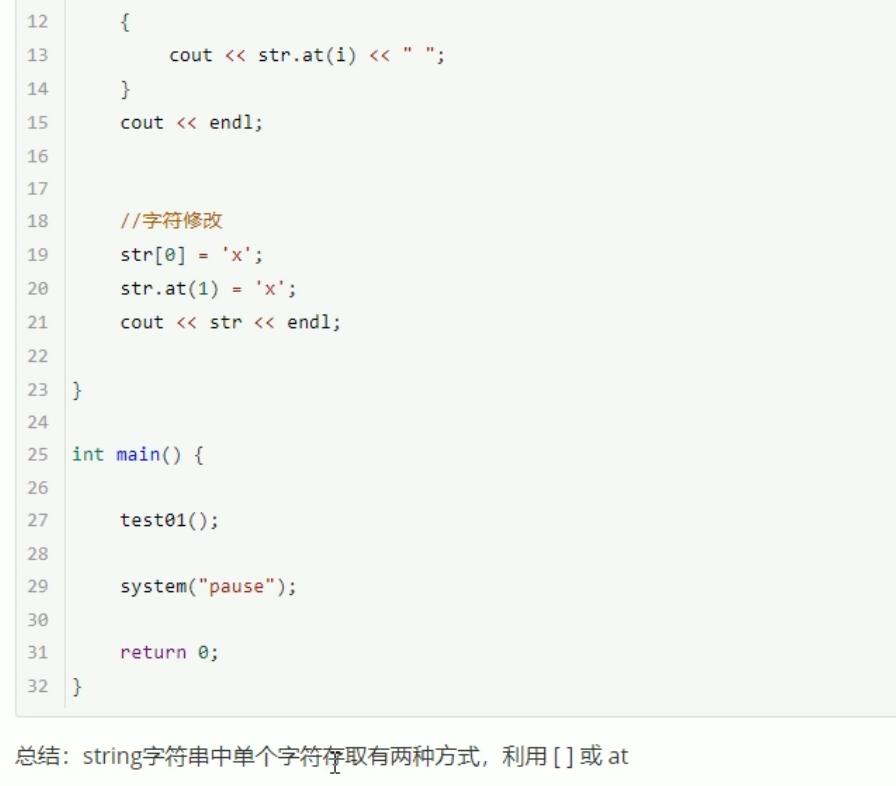 12 {
13 cout << str.at(i) << " ";
14 }
15 cout << endl;
16
17
18 //字符修改
19 str[0] = 'x';
20 str.at(1) = 'x';
21 cout << str << endl;
22
23 }
24
25 int main() {
26
27 test01();
28
29 system("pause");
30
31 return 0;
32 }
总结：string字符串中单个字符存取有两种方式，利用 [ ] 或 at